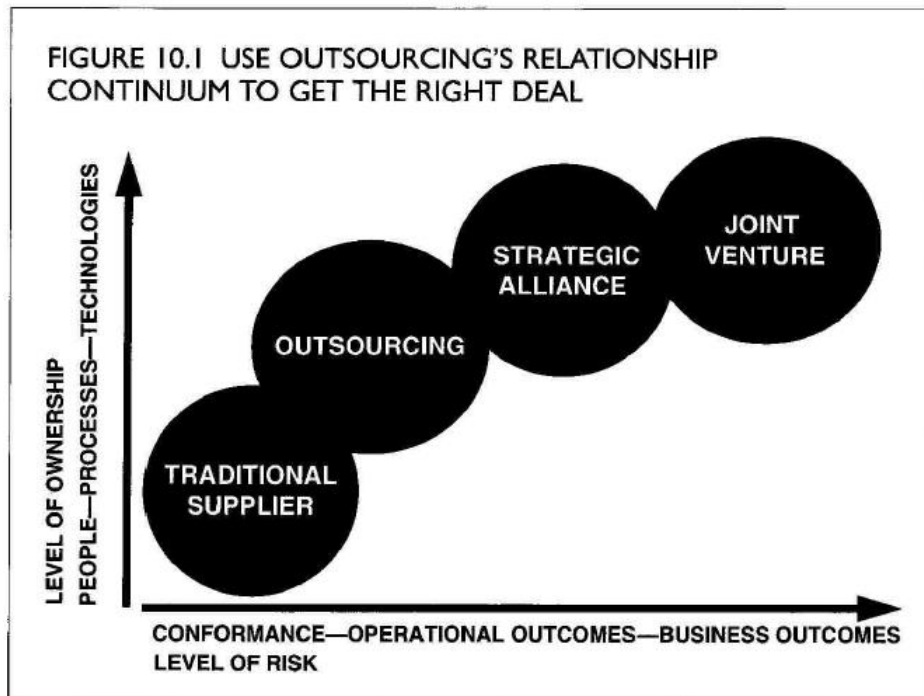 FIGURE 10.1 USE OUTSOURCING'S RELATIONSHIP
CONTINUUM TO GET THE RIGHT DEAL
LEVEL OF OWNERSHIP
PEOPLE—PROCESSES—TECHNOLOGIES
JOINT
VENTURE
STRATEGIC
ALLIANCE
OUTSOURCING
TRADITIONAL
SUPPLIER
CONFORMANCE—OPERATIONAL OUTCOMES—BUSINESS OUTCOMES
LEVEL OF RISK